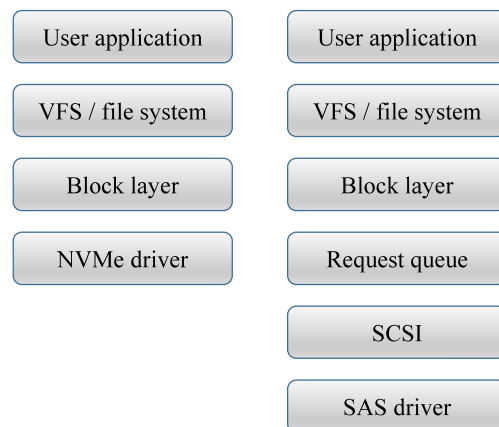 User application
VFS / file system
Block layer
NVMe driver
User application
VFS / file system
Block layer
Request queue
SCSI
SAS driver